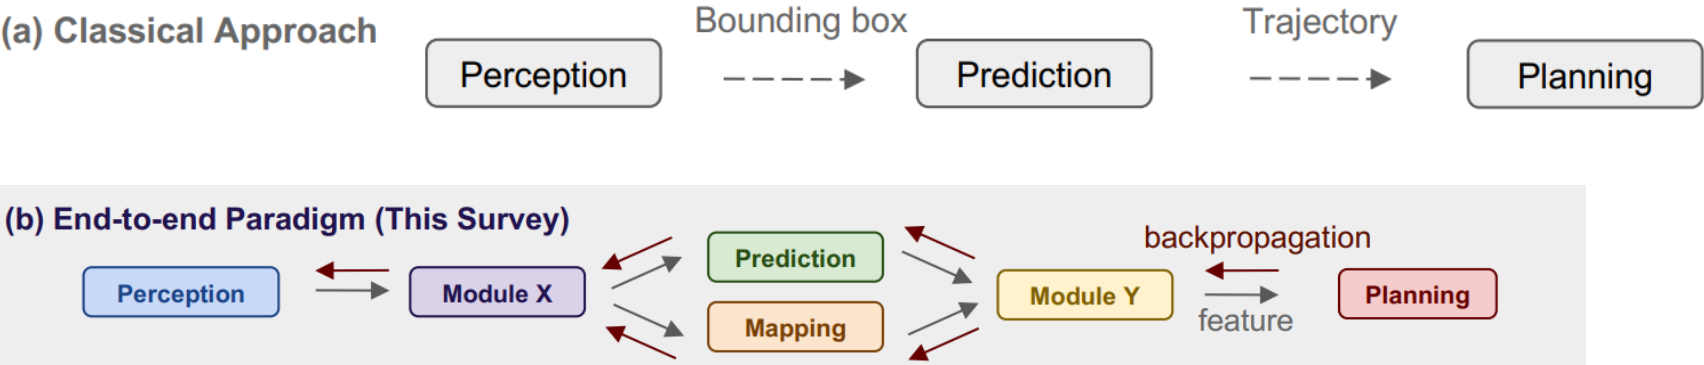 (a) Classical Approach
Bounding box
Trajectory
Perception
Prediction
Planning
(b) End-to-end Paradigm (This Survey)
backpropagation
Perception
Module X
Prediction
Mapping
Module Y
Planning
feature